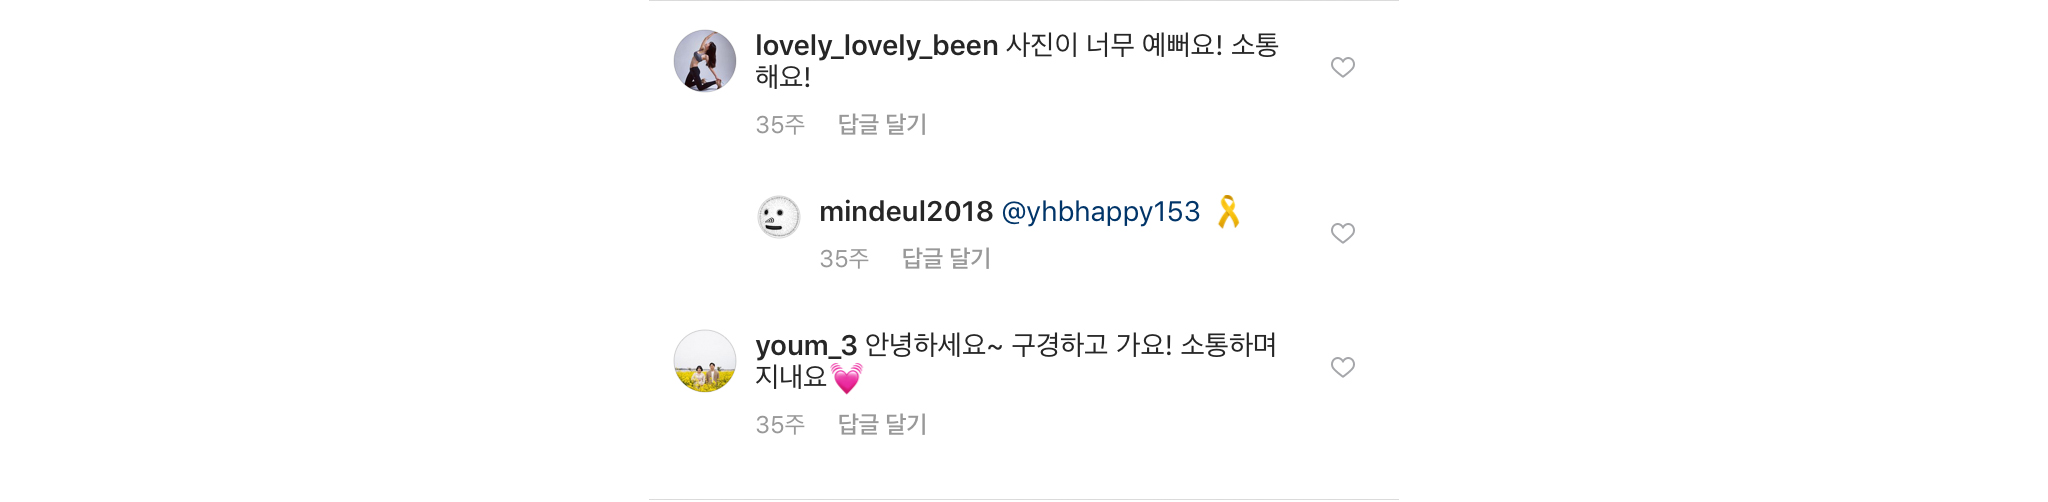 lovely_lovely_been 사진이 너무 예뻐요! 소통
해요!
35주 답글 달기
mindeul2018 @yhbhappy153 🎗
35주 답글 달기
youm_3 안녕하세요~ 구경하고 가요! 소통하며
지내요💓
35주 답글 달기